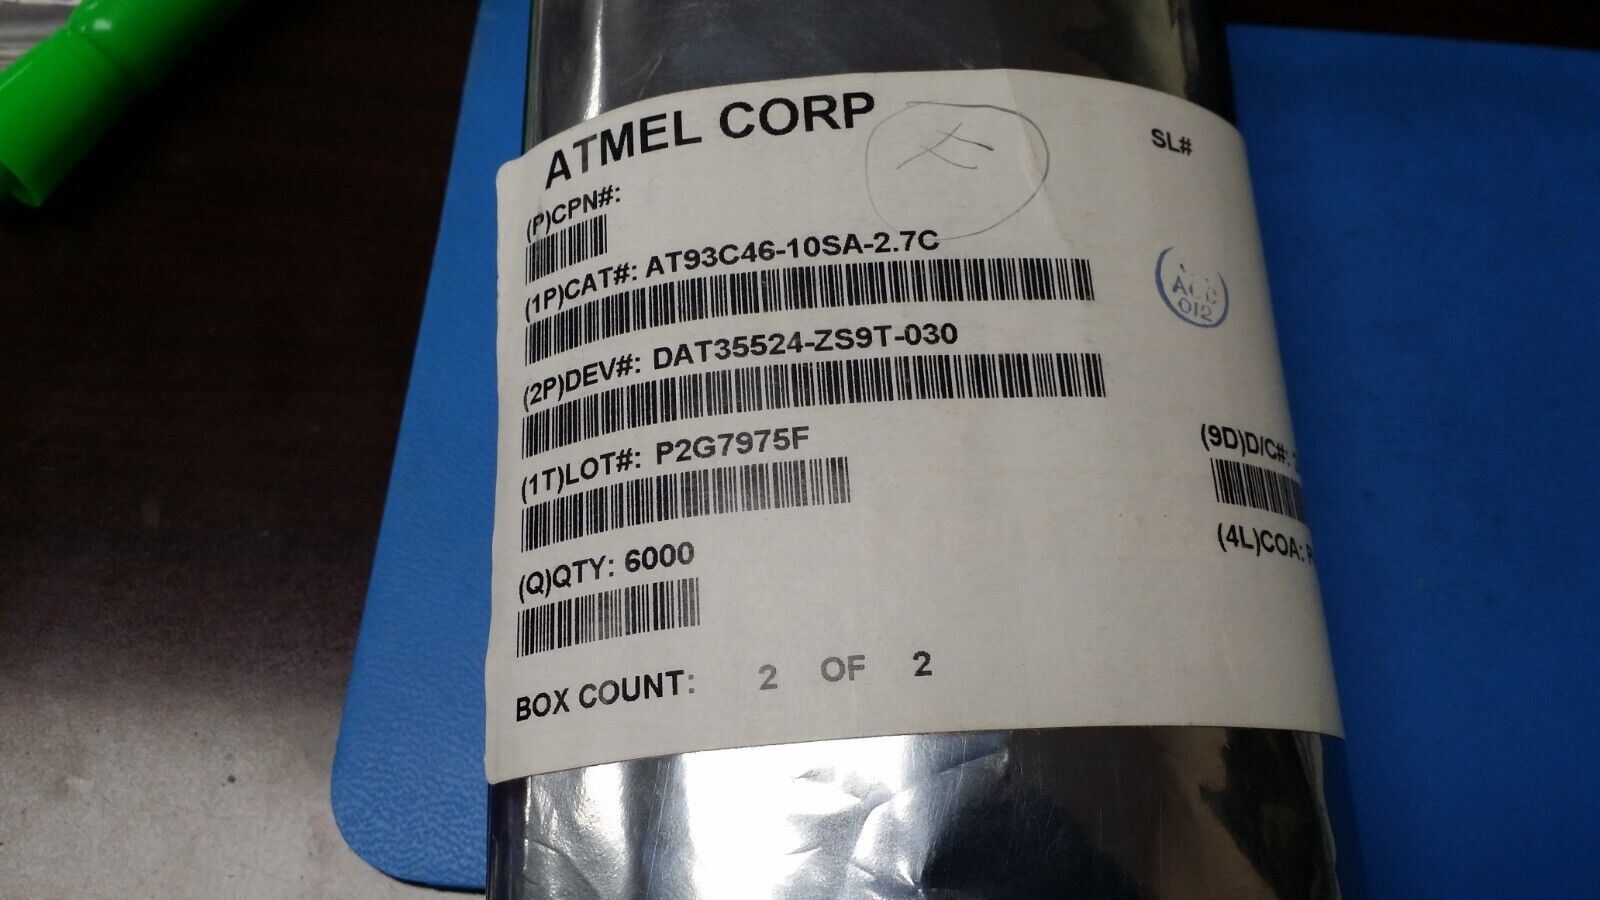 ATMEL CORP
SL#
(P)CPN#:
(1P)CAT#: AT93C46-10SA-2.7C
(2P)DEV#: DAT35524-ZS9T-030
(1T)LOT#: P2G7975F
(9D)D/C#:
(Q)QTY: 6000
(4L)COA:
BOX COUNT: 2 OF 2
012